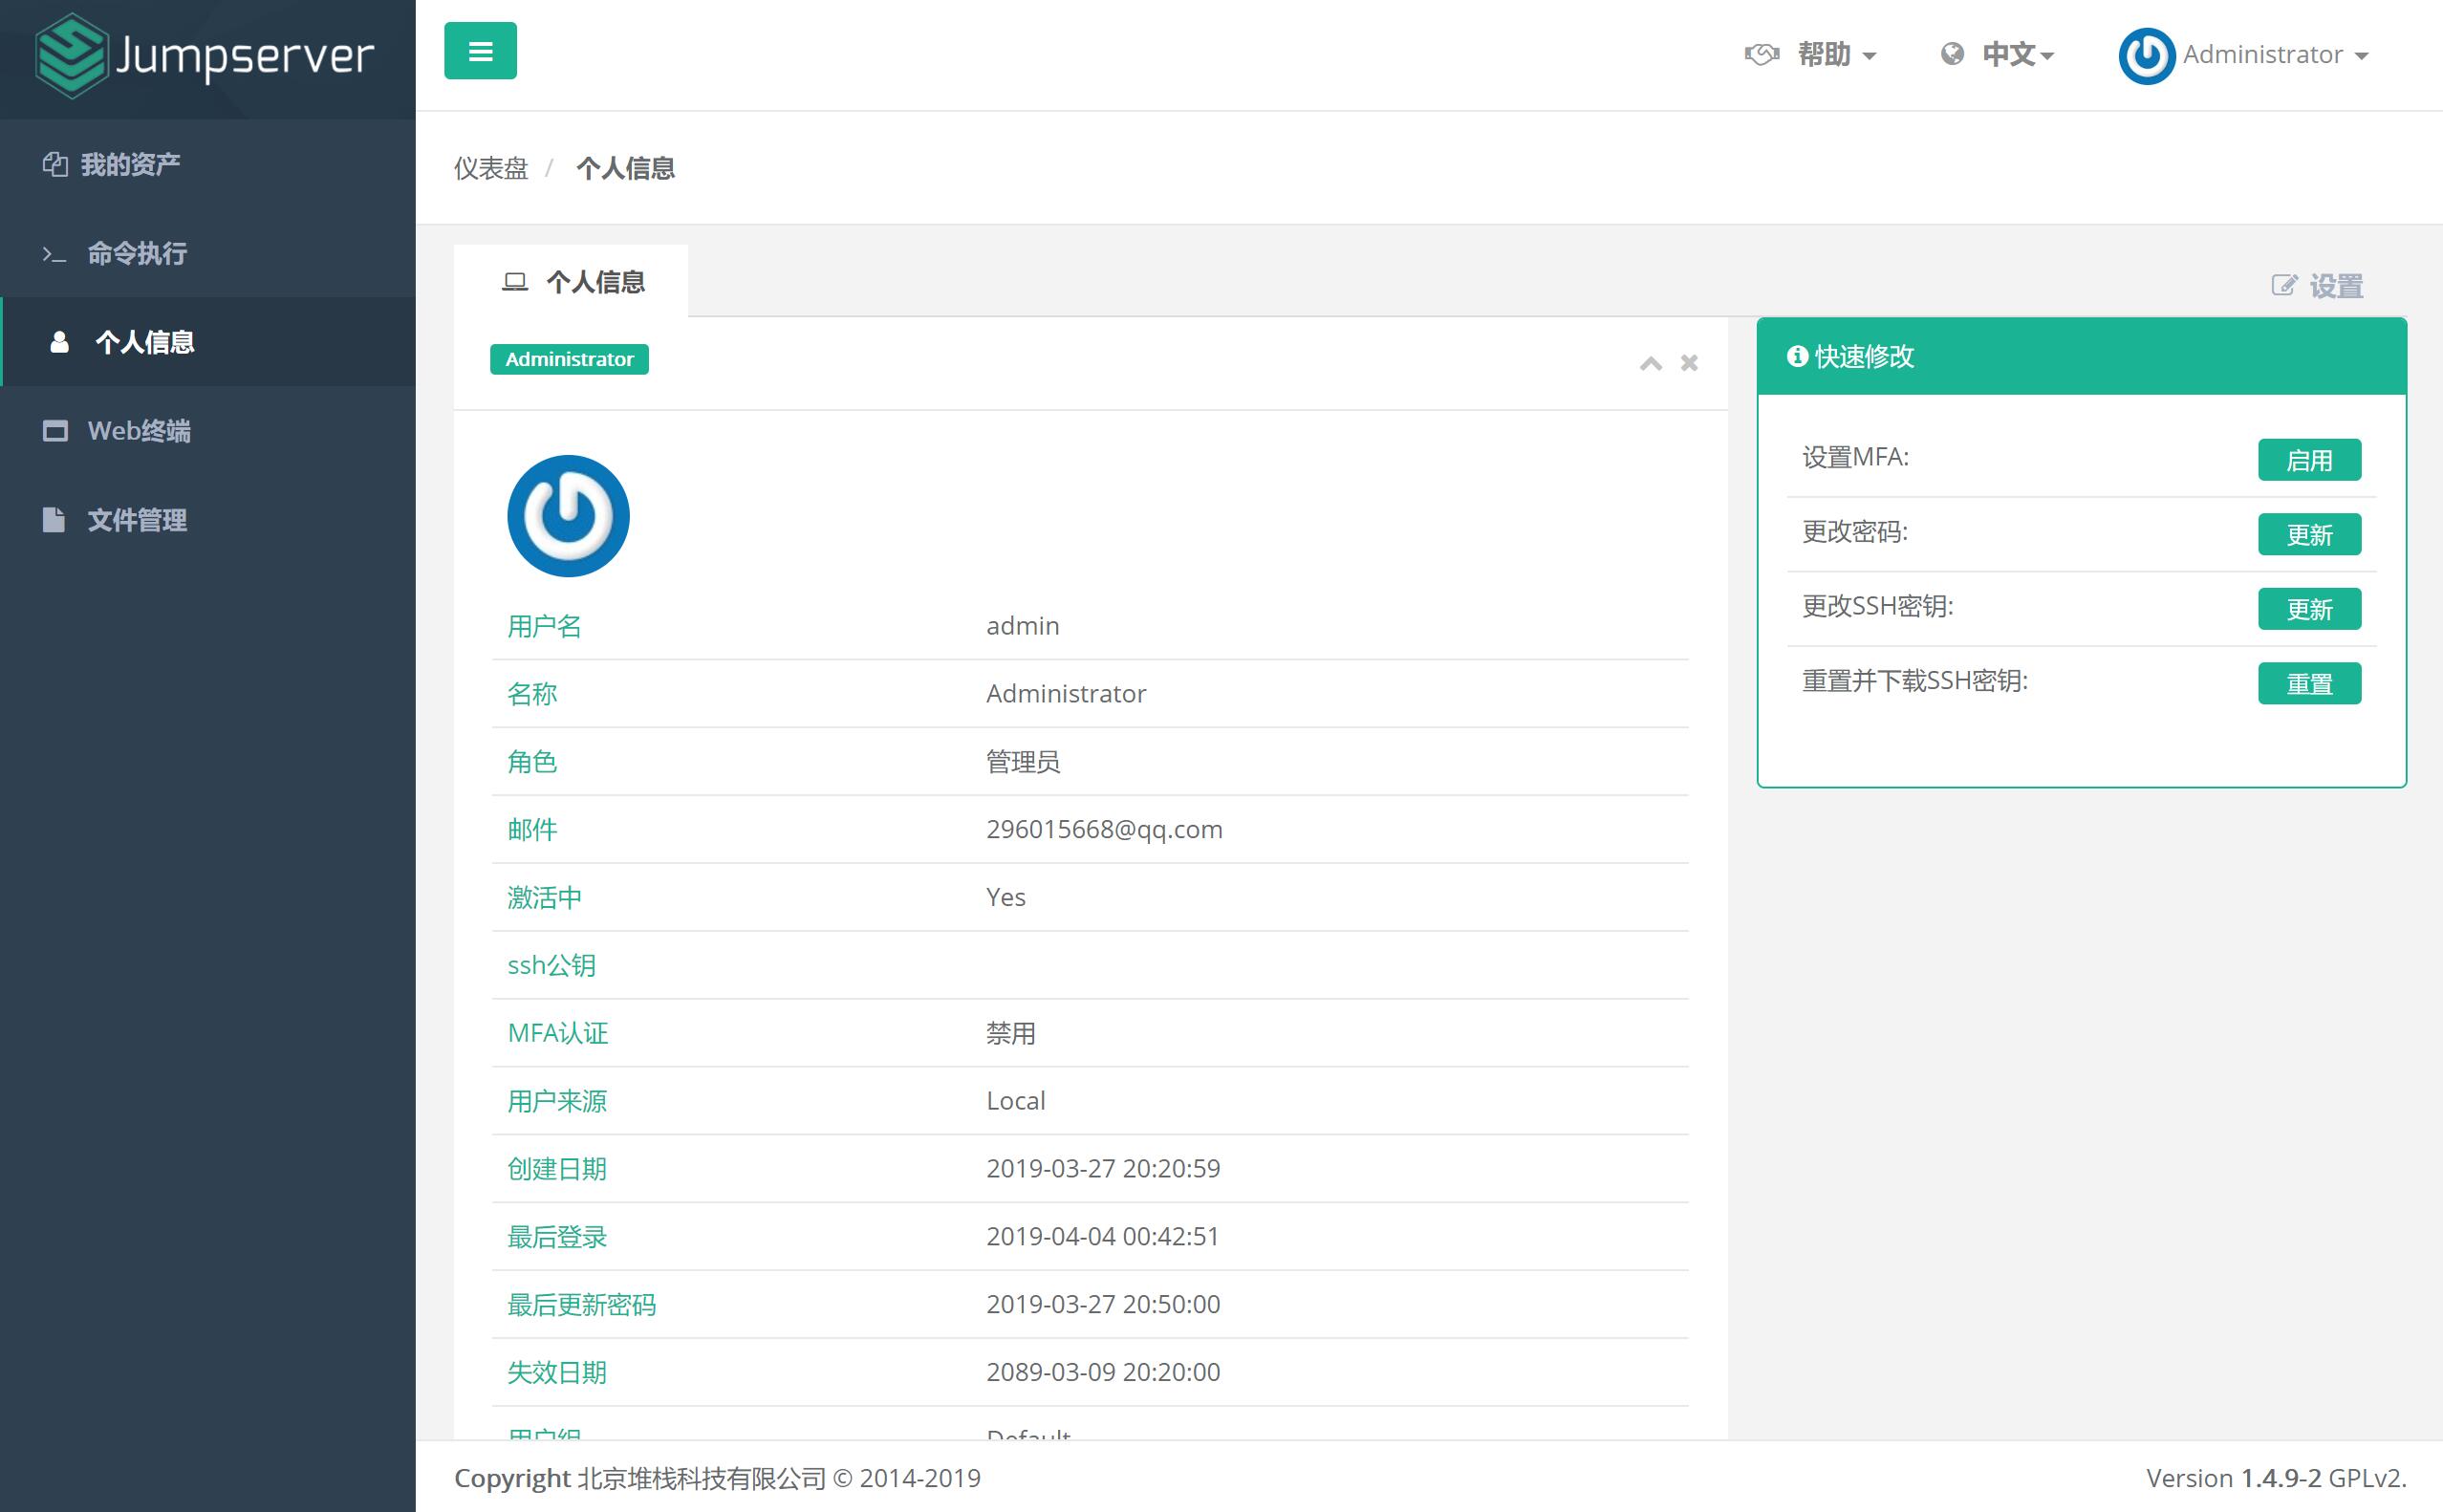 Jumpserver
帮助
中文
Administrator
我的资产
命令执行
个人信息
Web终端
文件管理
仪表盘 / 个人信息
个人信息
设置
Administrator
用户名 admin
名称 Administrator
角色 管理员
邮件 296015668@qq.com
激活中 Yes
ssh公钥
MFA认证 禁用
用户来源 Local
创建日期 2019-03-27 20:20:59
最后登录 2019-04-04 00:42:51
最后更新密码 2019-03-27 20:50:00
失效日期 2089-03-09 20:20:00
用户组 Default
快速修改
设置MFA: 启用
更改密码: 更新
更改SSH密钥: 更新
重置并下载SSH密钥: 重置
Copyright 北京堆栈科技有限公司 © 2014-2019
Version 1.4.9-2 GPLv2.